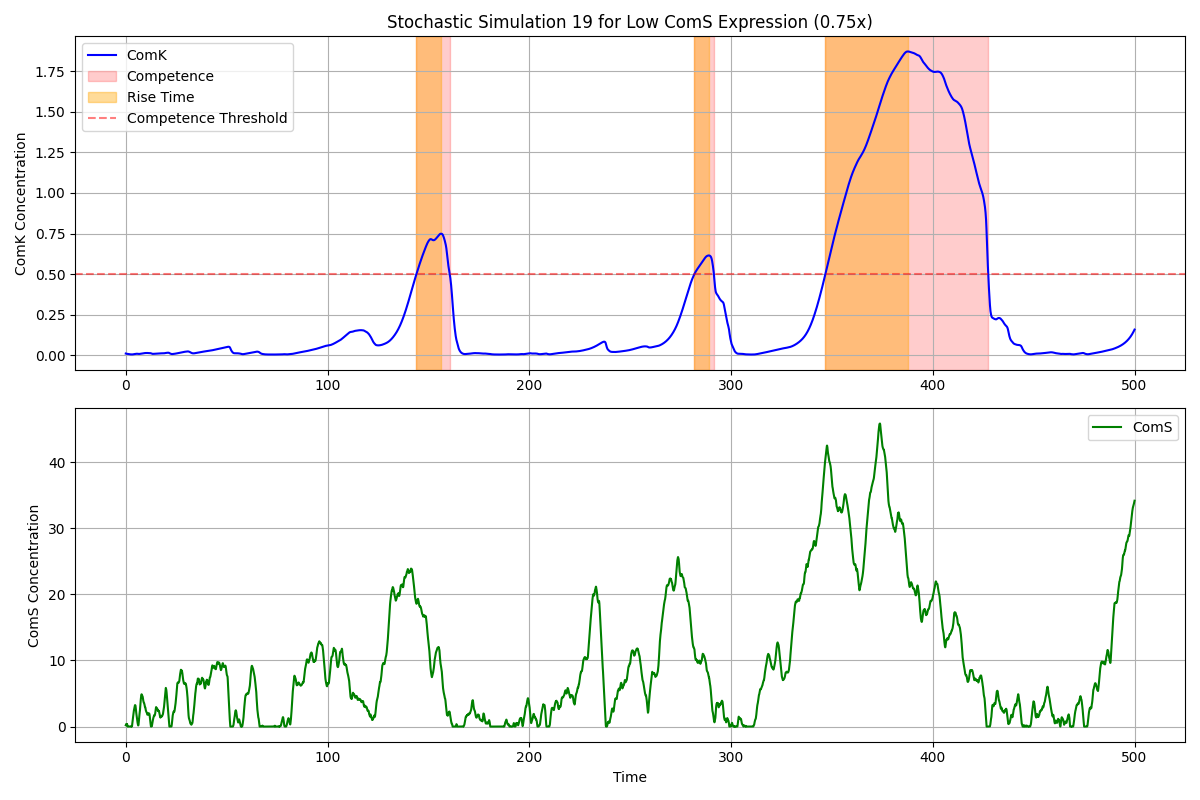 Stochastic Simulation 19 for Low ComS Expression (0.75x)
ComK Concentration
1.75
1.50
1.25
1.00
0.75
0.50
0.25
0.00
ComK
Competence
Rise Time
Competence Threshold
0 100 200 300 400 500
ComS Concentration
40
30
20
10
0
ComS
0 100 200 300 400 500
Time